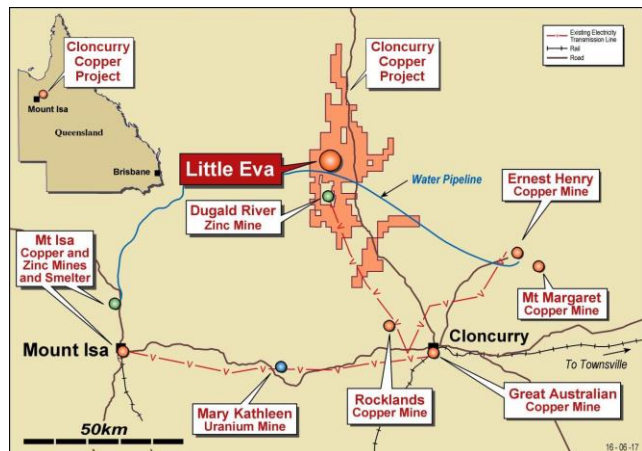 Cloncurry
Copper
Project
Mount Isa
Queensland
Brisbane
Cloncurry
Copper
Project
Existing Electricity
Transmission Line
Rail
Road
Little Eva
Water Pipeline
Dugald River
Zinc Mine
Ernest Henry
Copper Mine
Mt Isa
Copper and
Zinc Mines
and Smelter
Mt Margaret
Copper Mine
Mount Isa
Cloncurry
To Townsville
Mary Kathleen
Uranium Mine
Rocklands
Copper Mine
Great Australian
Copper Mine
50km
16 - 06 - 17